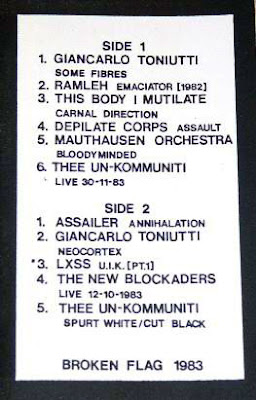 SIDE 1
1. GIANCARLO TONIUTTI
SOME FIBRES
2. RAMLEH EMACIATOR [1982]
3. THIS BODY I MUTILATE
CARNAL DIRECTION
4. DEPILATE CORPS ASSAULT
5. MAUTHAUSEN ORCHESTRA
BLOODYMINDED
6. THEE UN-KOMMUNITI
LIVE 30-11-83
SIDE 2
1. ASSAILER ANNIHALATION
2. GIANCARLO TONIUTTI
NEOCORTEX
*3. LXSS U.I.K. [PT.1]
4. THE NEW BLOCKADERS
LIVE 12-10-1983
5. THEE UN-KOMMUNITI
SPURT WHITE/CUT BLACK
BROKEN FLAG 1983